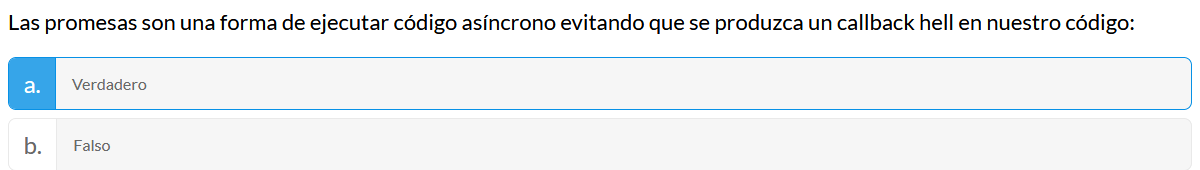 Las promesas son una forma de ejecutar código asíncrono evitando que se produzca un callback hell en nuestro código:
a. Verdadero
b. Falso